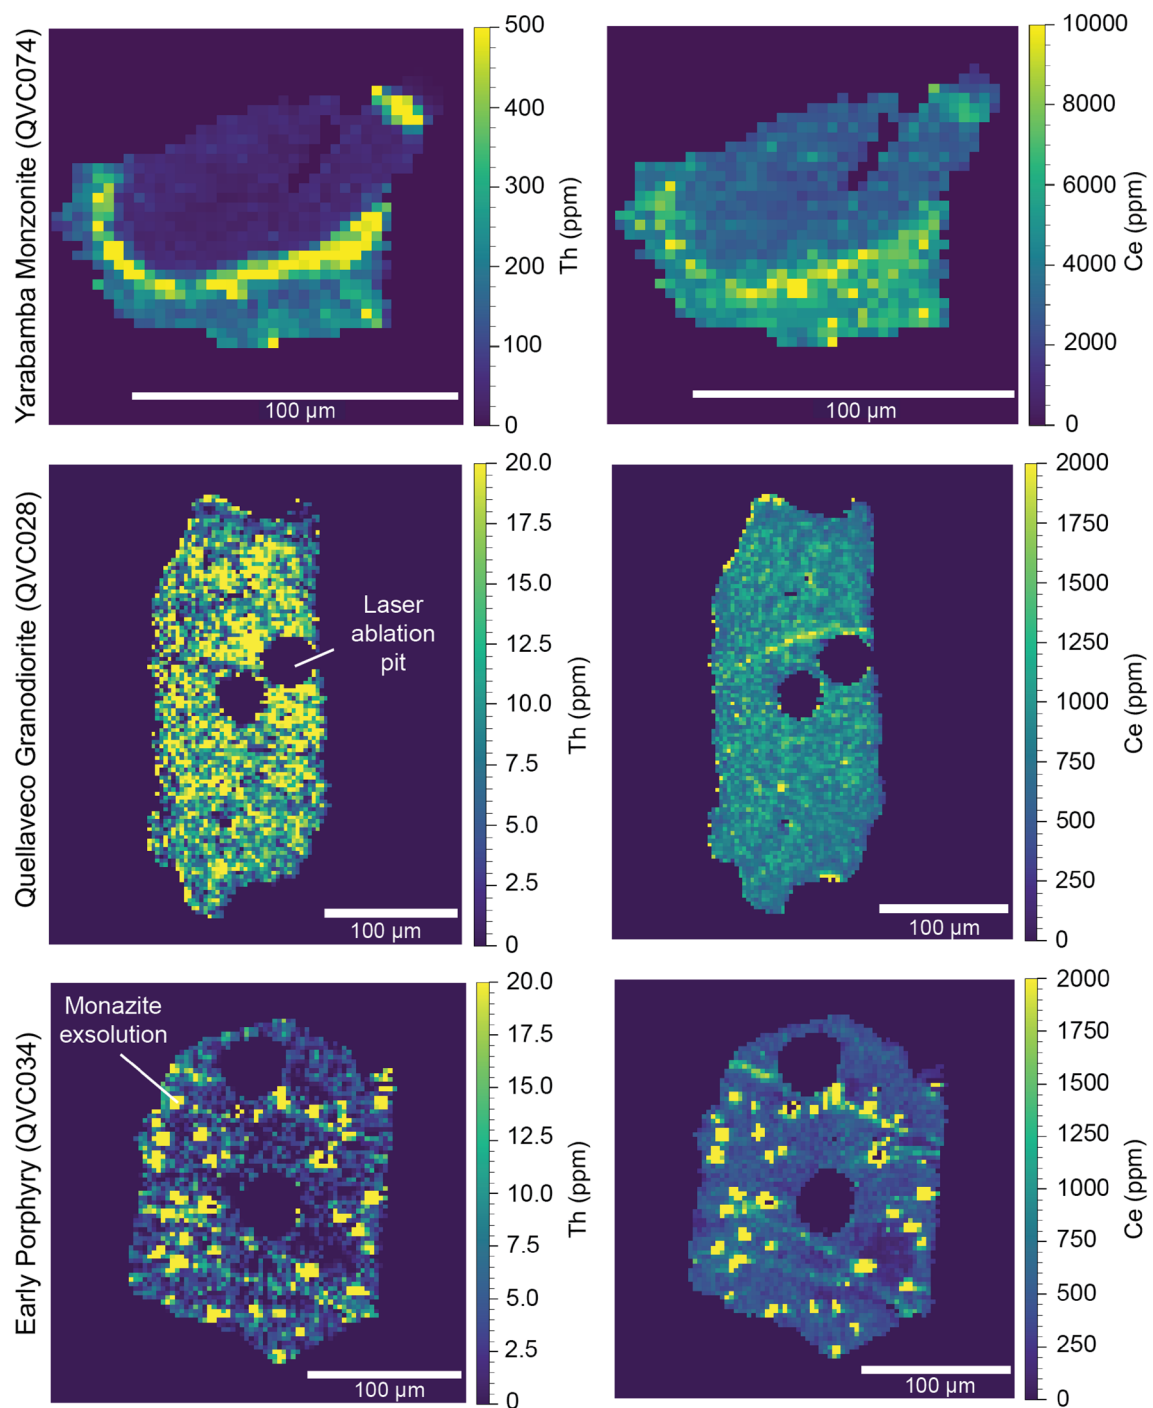 Yarabamba Monzonite (QVC074)
500
400
300
200
100
0
Th (ppm)
100 µm
10000
8000
6000
4000
2000
0
Ce (ppm)
100 µm
Quellaveco Granodiorite (QVC028)
Laser
ablation
pit
20.0
17.5
15.0
12.5
10.0
7.5
5.0
2.5
0
Th (ppm)
100 µm
2000
1750
1500
1250
1000
750
500
250
0
Ce (ppm)
100 µm
Early Porphyry (QVC034)
Monazite
exsolution
20.0
17.5
15.0
12.5
10.0
7.5
5.0
2.5
0
Th (ppm)
100 µm
2000
1750
1500
1250
1000
750
500
250
0
Ce (ppm)
100 µm